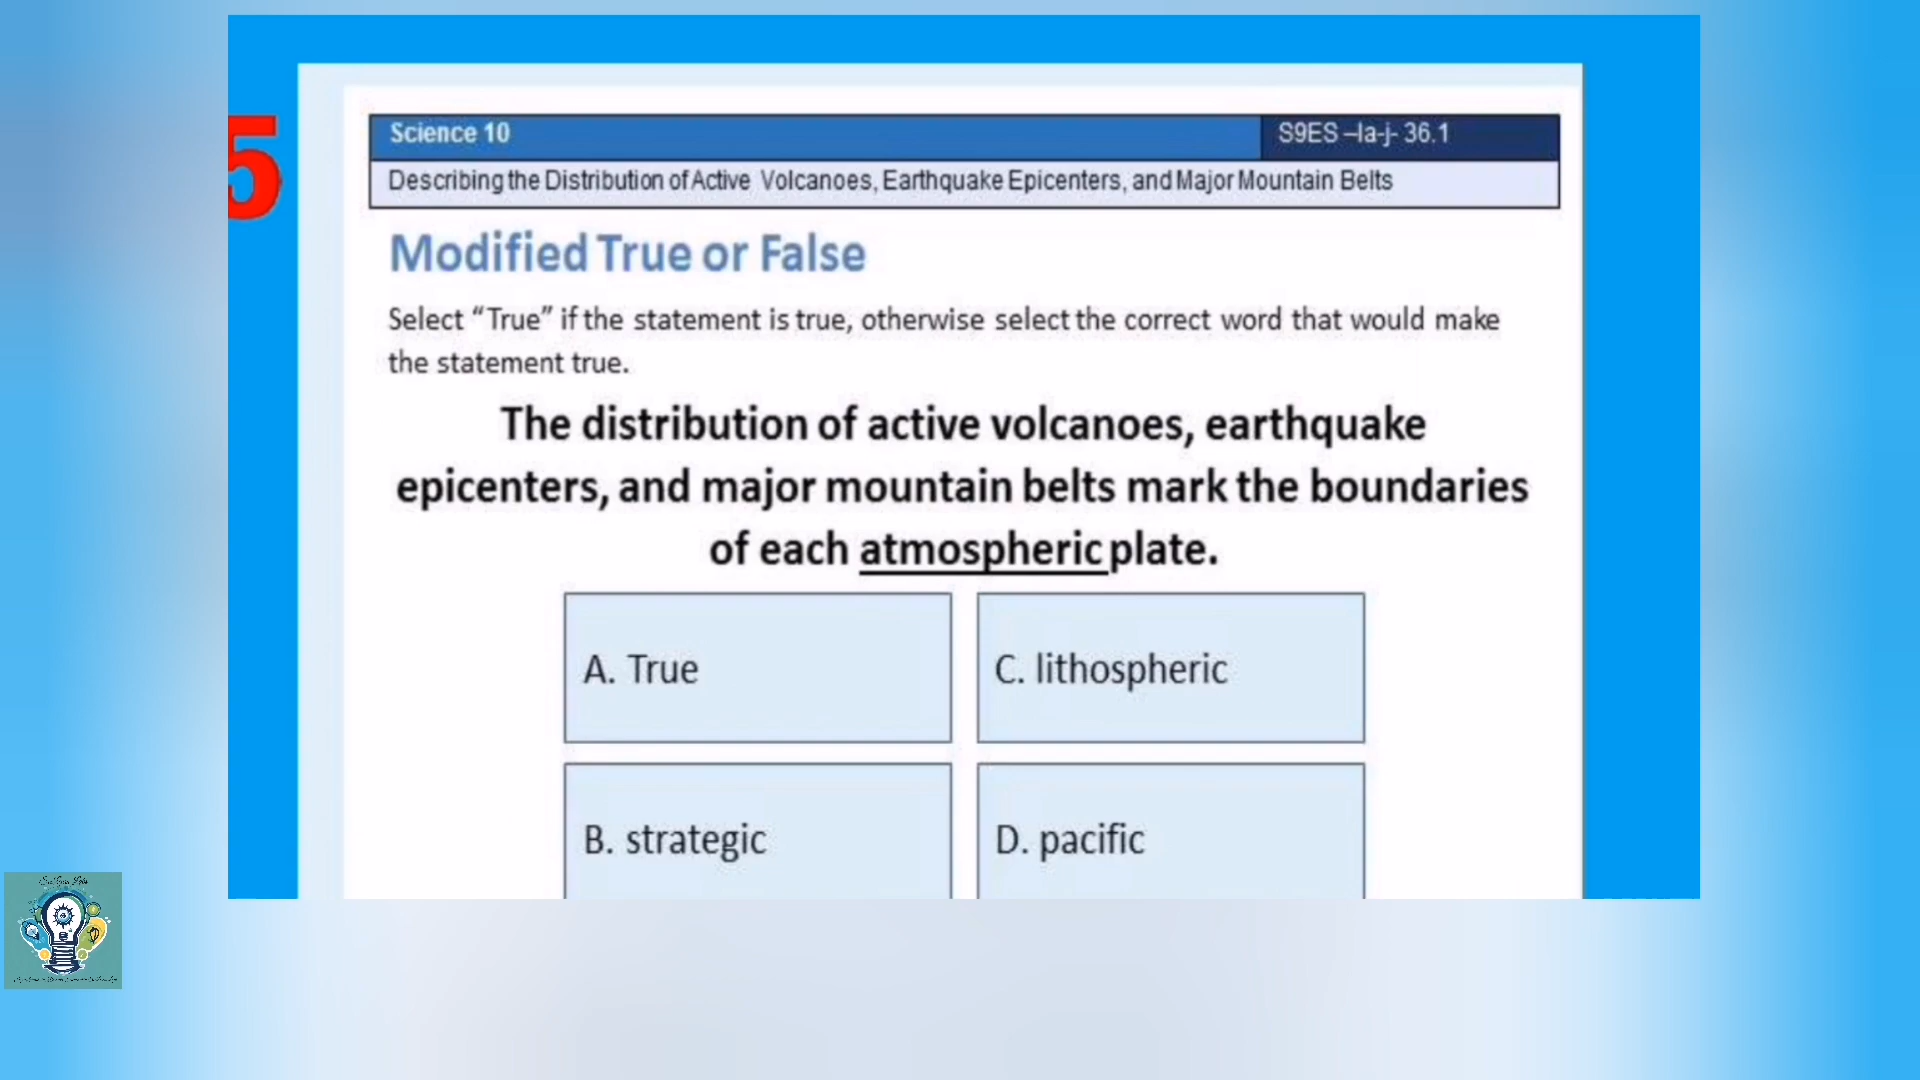 5
Science 10
S9ES –Ia-j- 36.1
Describing the Distribution of Active Volcanoes, Earthquake Epicenters, and Major Mountain Belts
Modified True or False
Select “True” if the statement is true, otherwise select the correct word that would make
the statement true.
The distribution of active volcanoes, earthquake
epicenters, and major mountain belts mark the boundaries
of each atmospheric plate.
A. True
C. lithospheric
B. strategic
D. pacific